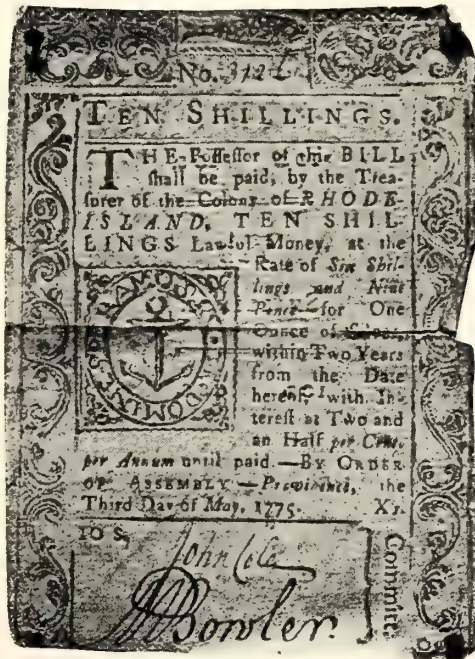 No.
TEN SHILLINGS.
THE Poſſeſſor of this BILL
ſhall be paid, by the Trea-
ſurer of the Colony of RHODE-
ISLAND, TEN SHIL-
LINGS Lawful Money, at the
Rate of Six Shil-
lings and Nine
Pence for One
Ounce of Silver,
within Two Years
from the Date
hereof, with In-
tereſt at Two and
an Half per Cent.
per Annum until paid.—BY ORDER
OF ASSEMBLY.—Providence, the
Third Day of May, 1775. Xs.
DOMINE SPERAMUS
10 S.
John Cole
Bowler
Committee